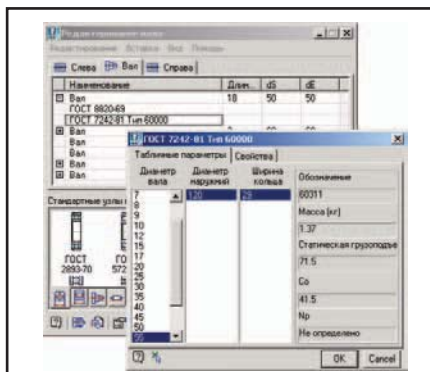 Редактирование вала
Редактирование Вставка Вид Помощь
Слева Вал Справа
Наименование Длин... dS dE
Вал 18 50 50
ГОСТ 8820-69
ГОСТ 7242-81 Тип 60000
Вал
Вал
Вал
Вал
Вал
Стандартные узлы
ГОСТ
2893-70
ГОСТ 7242-81 Тип 60000
Табличные параметры Свойства
Диаметр вала
Диаметр наружний
Ширина кольца
7
8
9
10
12
15
17
20
25
30
35
40
45
50
55
120
29
Обозначение
60311
Масса [кг]
1.37
Статическая грузоподъе
71.5
Co
41.5
Np
Не определено
OK Cancel